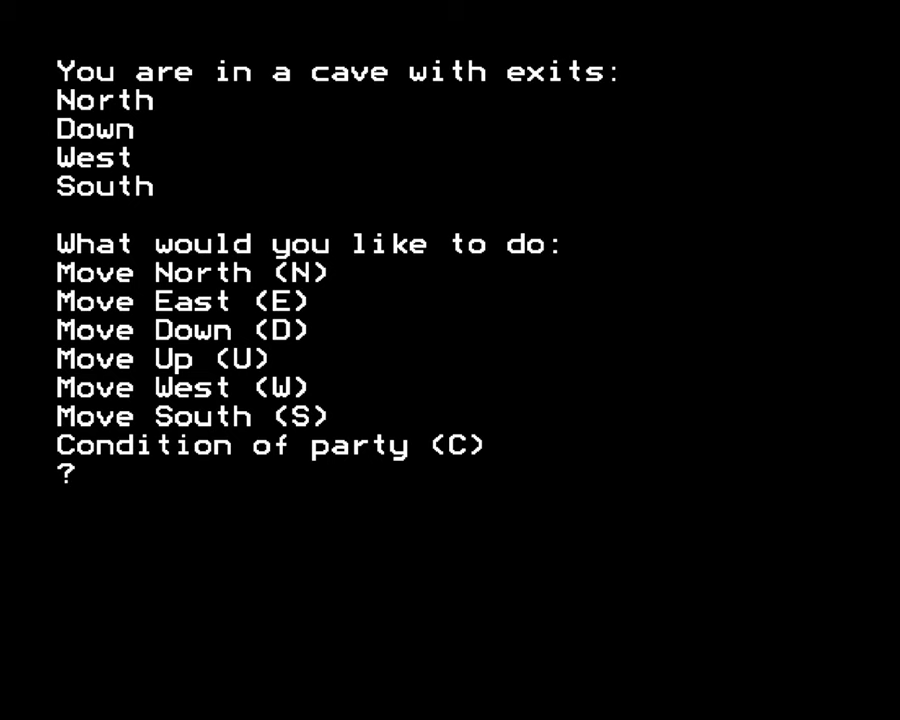 You are in a cave with exits:
North
Down
West
South
What would you like to do:
Move North (N)
Move East (E)
Move Down (D)
Move Up (U)
Move West (W)
Move South (S)
Condition of party (C)
?